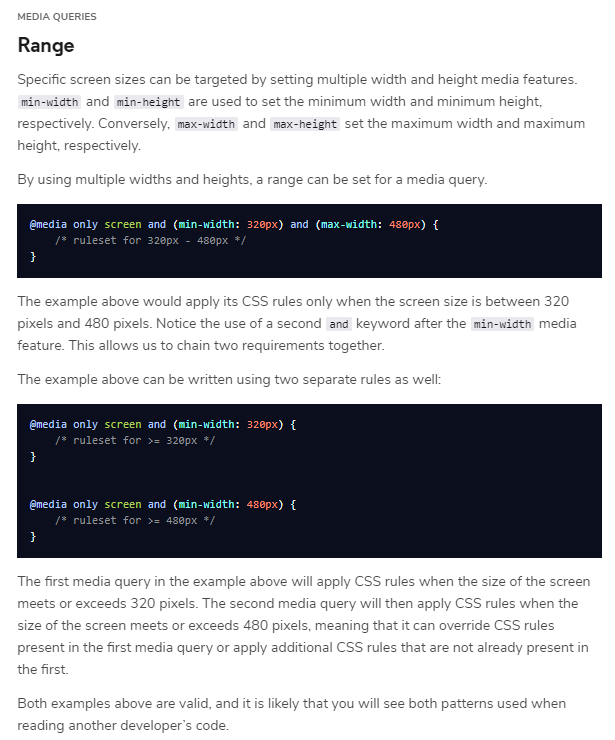 MEDIA QUERIES
Range
Specific screen sizes can be targeted by setting multiple width and height media features.
min-width and min-height are used to set the minimum width and minimum height,
respectively. Conversely, max-width and max-height set the maximum width and maximum
height, respectively.
By using multiple widths and heights, a range can be set for a media query.
@media only screen and (min-width: 320px) and (max-width: 480px) {
    /* ruleset for 320px - 480px */
}
The example above would apply its CSS rules only when the screen size is between 320
pixels and 480 pixels. Notice the use of a second and keyword after the min-width media
feature. This allows us to chain two requirements together.
The example above can be written using two separate rules as well:
@media only screen and (min-width: 320px) {
    /* ruleset for >= 320px */
}
@media only screen and (min-width: 480px) {
    /* ruleset for >= 480px */
}
The first media query in the example above will apply CSS rules when the size of the screen
meets or exceeds 320 pixels. The second media query will then apply CSS rules when the
size of the screen meets or exceeds 480 pixels, meaning that it can override CSS rules
present in the first media query or apply additional CSS rules that are not already present in
the first.
Both examples above are valid, and it is likely that you will see both patterns used when
reading another developer's code.